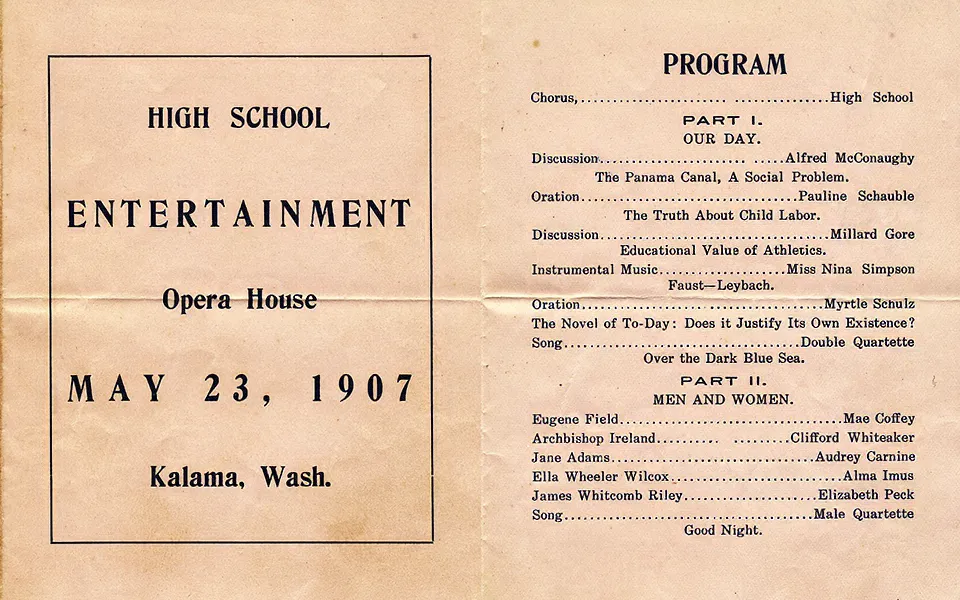 HIGH SCHOOL
ENTERTAINMENT
Opera House
MAY 23, 1907
Kalama, Wash.
PROGRAM
Chorus,...................... ...............High School
PART I.
OUR DAY.
Discussion....................... .....Alfred McConaughy
The Panama Canal, A Social Problem.
Oration..................................Pauline Schauble
The Truth About Child Labor.
Discussion....................................Millard Gore
Educational Value of Athletics.
Instrumental Music....................Miss Nina Simpson
Faust—Leybach.
Oration..........................................Myrtle Schulz
The Novel of To-Day: Does it Justify Its Own Existence?
Song.....................................Double Quartette
Over the Dark Blue Sea.
PART II.
MEN AND WOMEN.
Eugene Field...................................Mae Coffey
Archbishop Ireland.......... .........Clifford Whiteaker
Jane Adams................................Audrey Carnine
Ella Wheeler Wilcox...........................Alma Imus
James Whitcomb Riley.....................Elizabeth Peck
Song.......................................Male Quartette
Good Night.